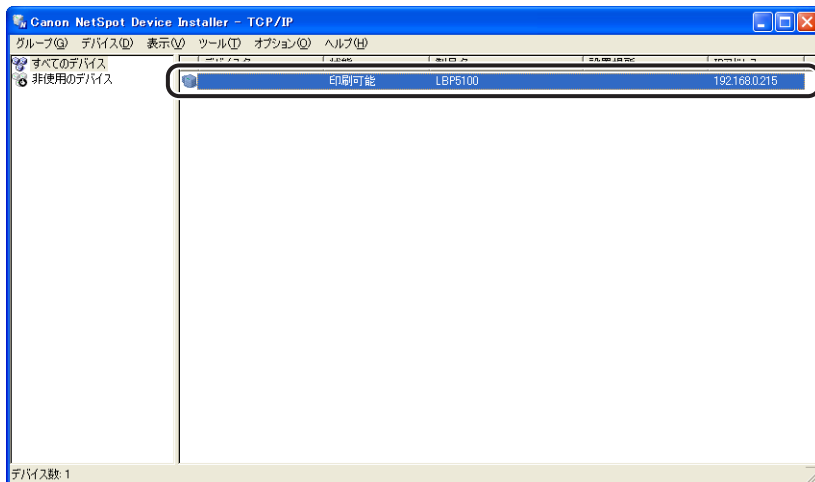 Canon NetSpot Device Installer - TCP/IP
グループ(G) デバイス(D) 表示(V) ツール(T) オプション(O) ヘルプ(H)
すべてのデバイス
非使用のデバイス
印刷可能 LBP5100 192.168.0.215
デバイス数: 1